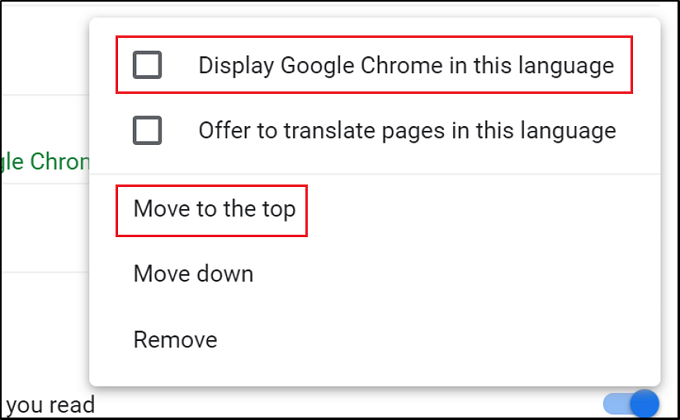 Display Google Chrome in this language
Offer to translate pages in this language
gle Chron
Move to the top
Move down
Remove
you read